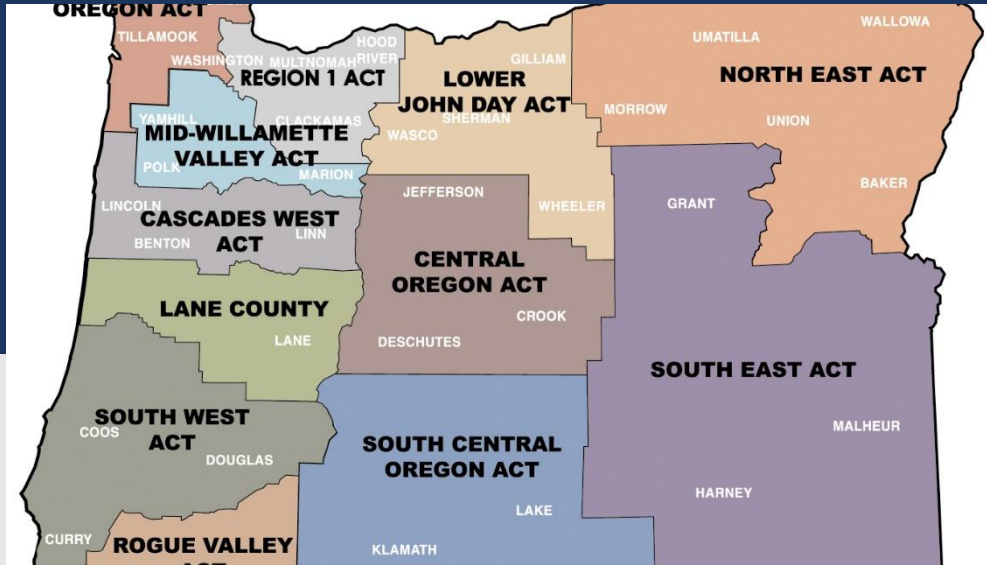 OREGON ACT
TILLAMOOK
WASHINGTON
MULTNOMAH
HOOD
RIVER
REGION 1 ACT
CLACKAMAS
GILLIAM
LOWER
JOHN DAY ACT
SHERMAN
WASCO
UMATILLA
WALLOWA
NORTH EAST ACT
MORROW
UNION
BAKER
YAMHILL
MID-WILLAMETTE
VALLEY ACT
POLK
MARION
LINCOLN
CASCADES WEST
ACT
BENTON
LINN
JEFFERSON
WHEELER
CENTRAL
OREGON ACT
CROOK
DESCHUTES
GRANT
LANE COUNTY
LANE
SOUTH EAST ACT
MALHEUR
HARNEY
SOUTH WEST
ACT
COOS
DOUGLAS
SOUTH CENTRAL
OREGON ACT
LAKE
KLAMATH
CURRY
ROGUE VALLEY
ACT